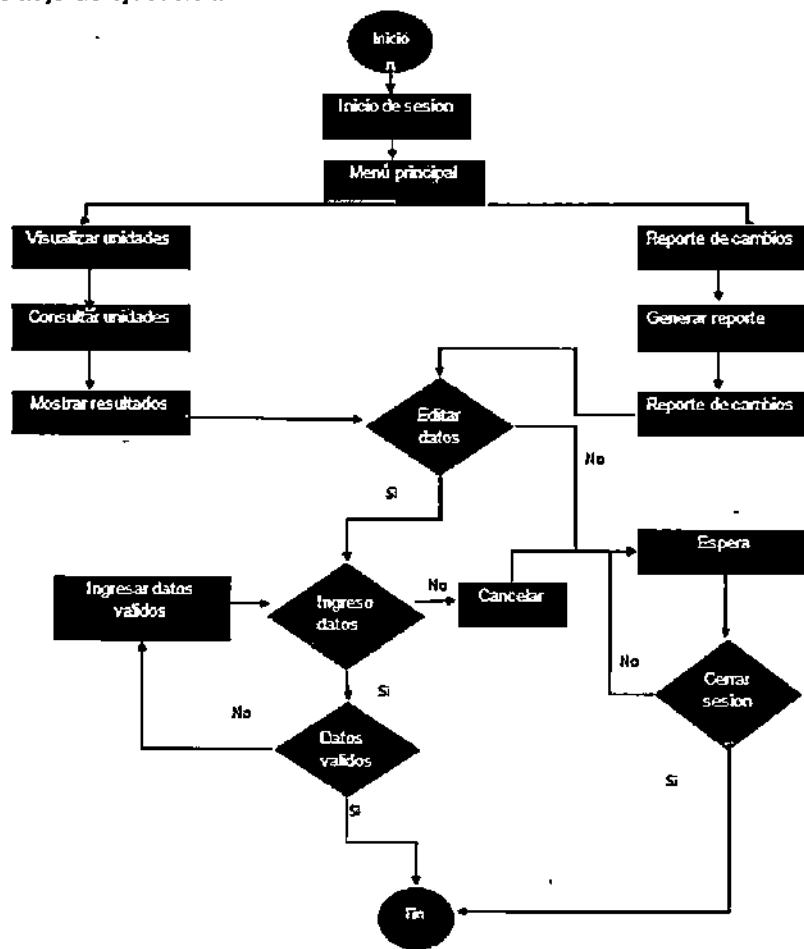 Inicio
n
Inicio de sesion
Menú principal
Visualizar unidades
Reporte de cambios
Consultar unidades
Generar reporte
Mostrar resultados
Reporte de cambios
Editar
datos
No
Si
Espera
Ingresar datos
validos
Ingreso
datos
No
Cancelar
No
Cerrar
sesion
Si
No
Datos
validos
Si
Si
Fin